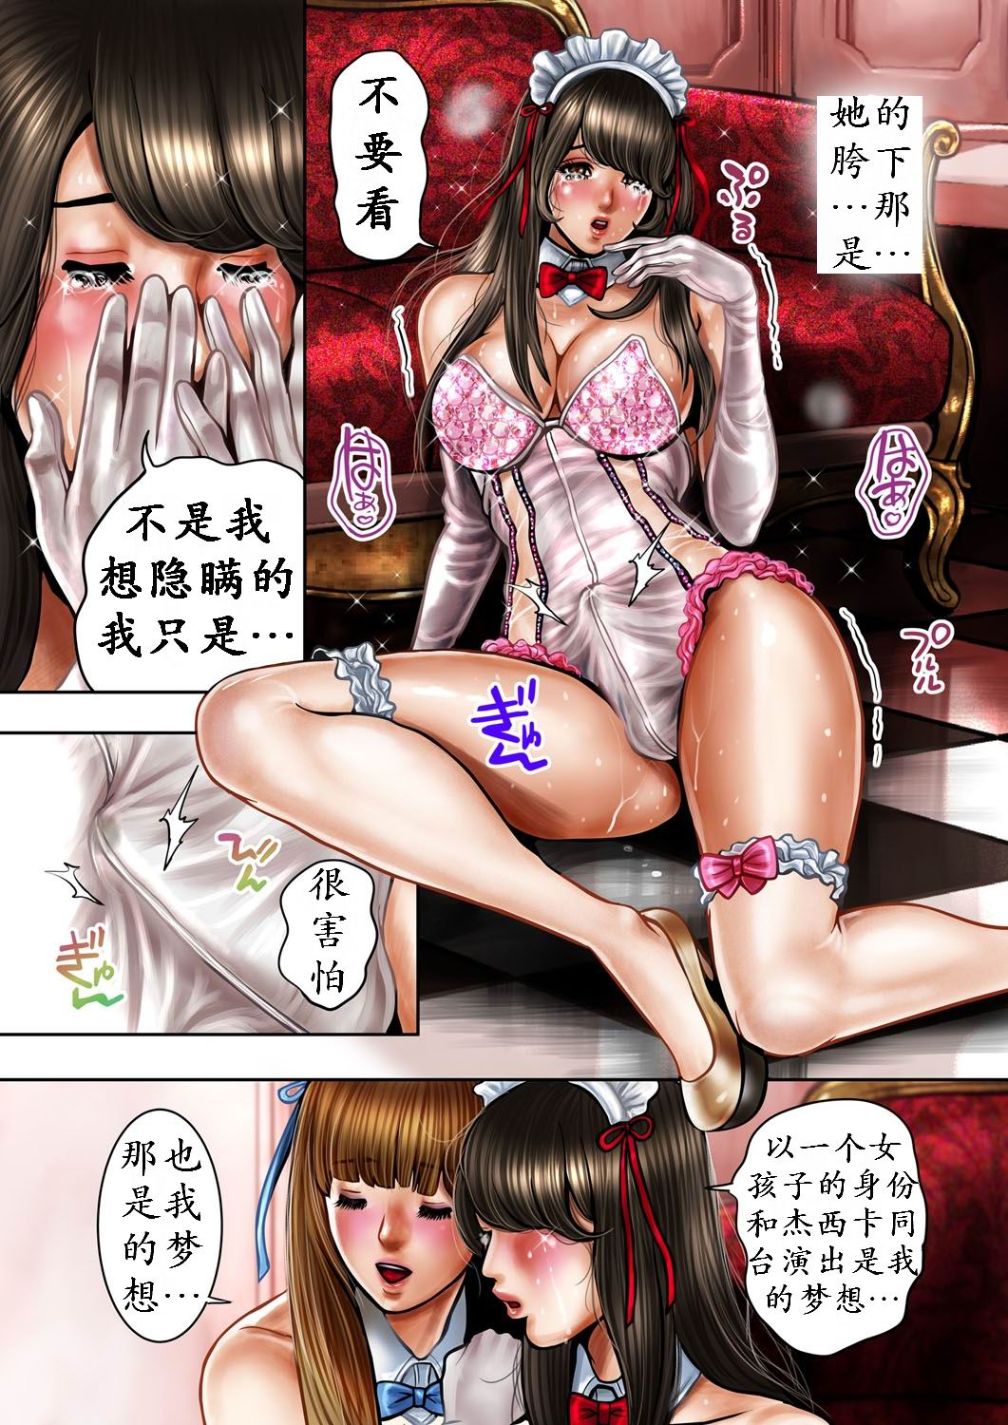 她的
胯下
…那
是…
不要看
ぷる
はぁ♡
はぁ♡
プルル
ぎゅん
不是我
想隐瞒的
我只是…
びん
ぎゅん
很害怕
以一个女
孩子的身份
和杰西卡同
台演出是我
的梦想…
那也
是我
的梦
想…